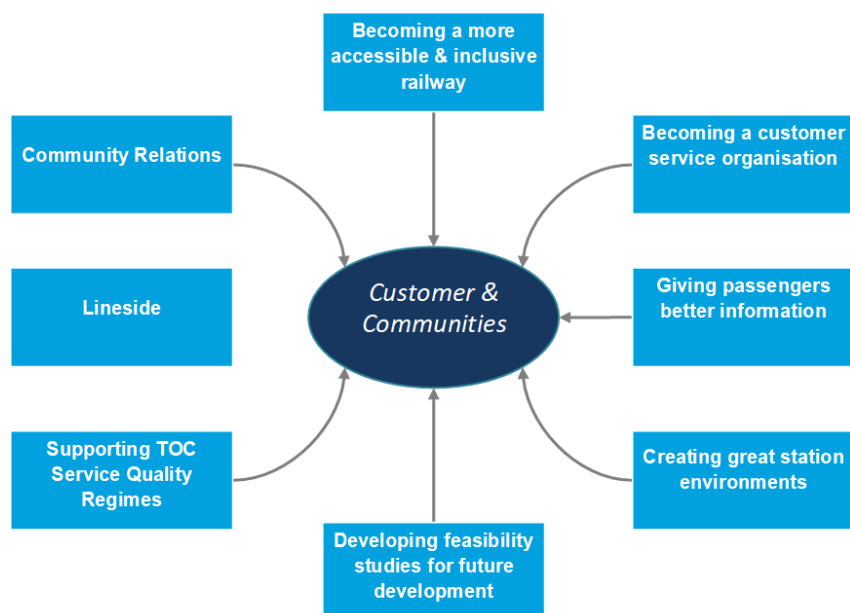 Becoming a more
accessible & inclusive
railway
Community Relations
Becoming a customer
service organisation
Lineside
Customer &
Communities
Giving passengers
better information
Supporting TOC
Service Quality
Regimes
Creating great station
environments
Developing feasibility
studies for future
development